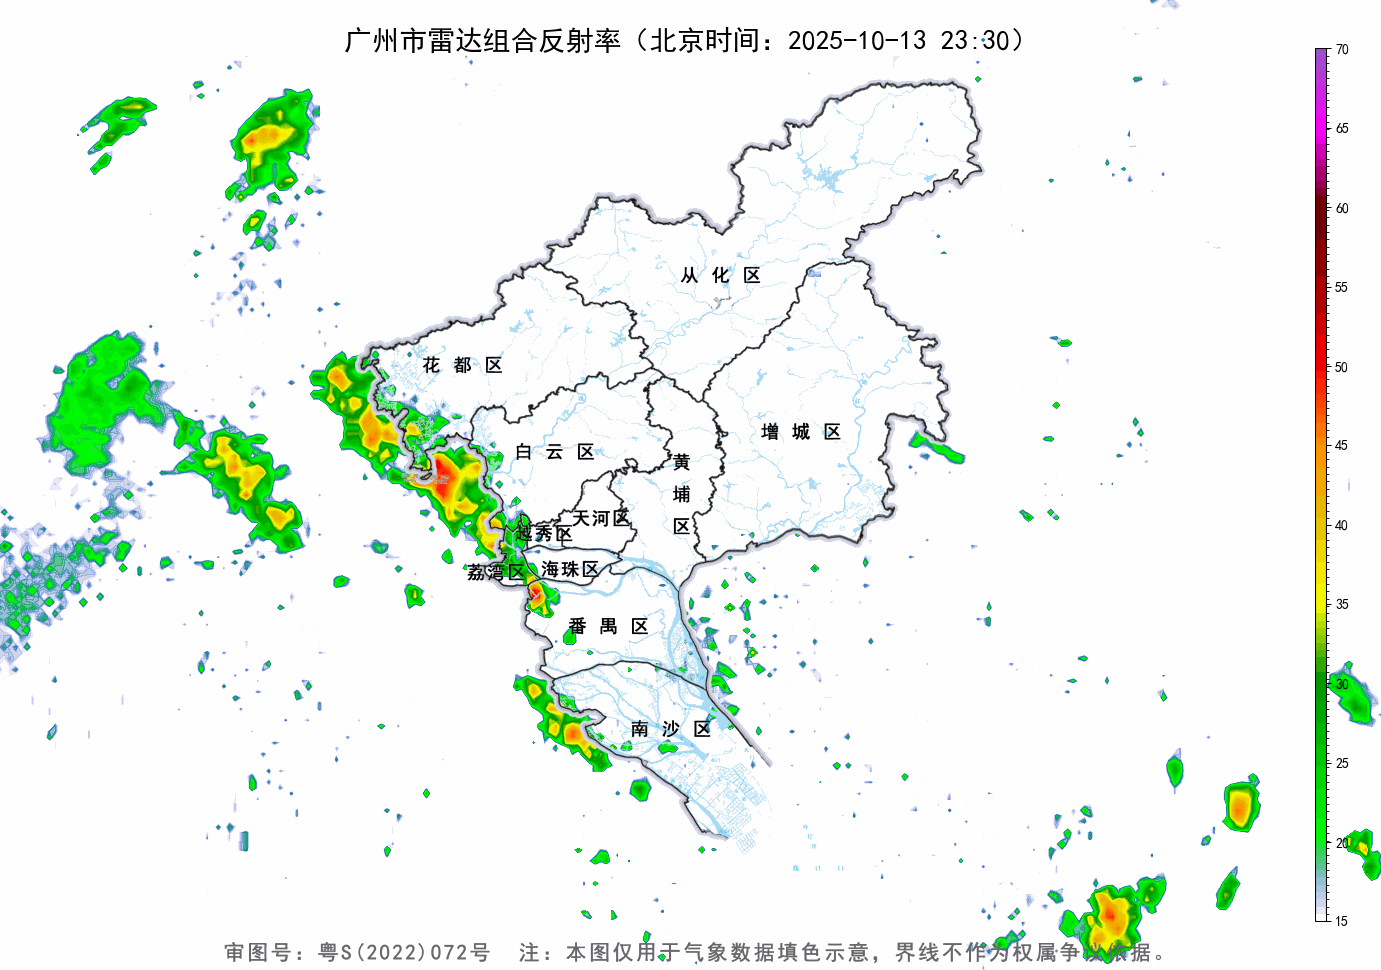 广州市雷达组合反射率（北京时间：2025-10-13 23:30）
70
65
60
55
50
45
40
35
30
25
20
15
从化区
花都区
增城区
白云区
黄埔区
天河区
越秀区
海珠区
荔湾区
番禺区
南沙区
审图号：粤S(2022)072号 注：本图仅用于气象数据填色示意，界线不作为权属争议依据。